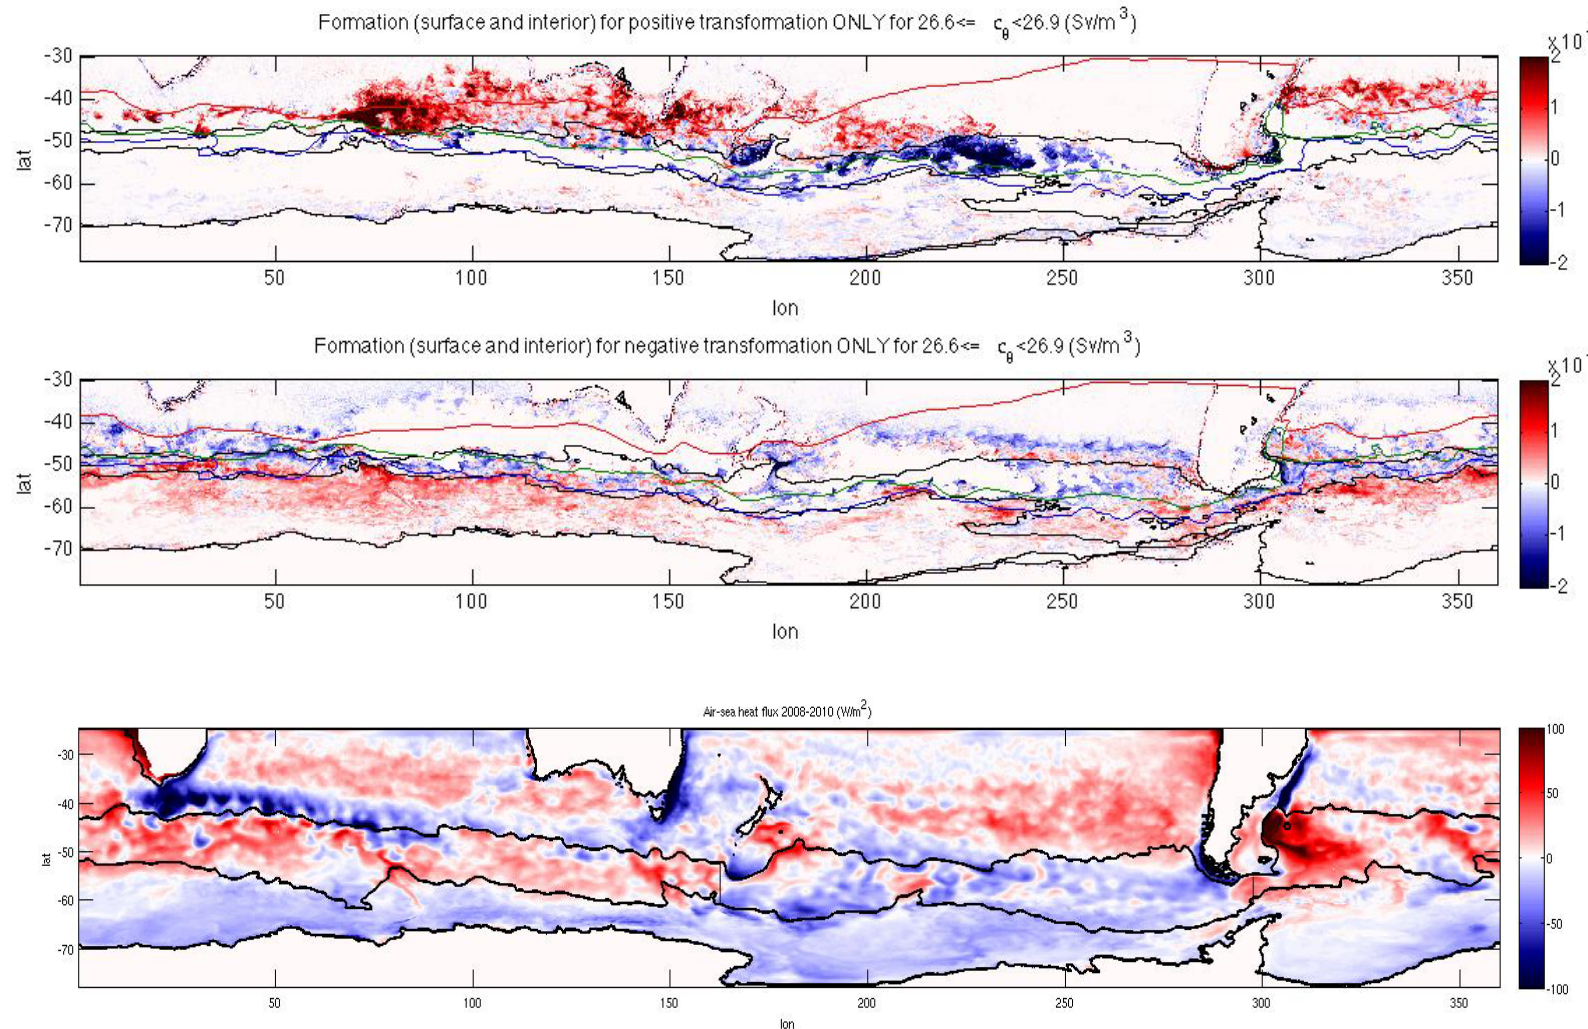 Formation (surface and interior) for positive transformation ONLY for 26.6<= cθ<26.9 (Sv/m³)
x10
-30
-40
-50
-60
-70
lat
50 100 150 200 250 300 350
lon
2
1
0
-1
-2
Formation (surface and interior) for negative transformation ONLY for 26.6<= cθ<26.9 (Sv/m³)
x10
-30
-40
-50
-60
-70
lat
50 100 150 200 250 300 350
lon
2
1
0
-1
-2
Air-sea heat flux 2008-2010 (W/m²)
-30
-40
-50
-60
-70
lat
50 100 150 200 250 300 350
lon
100
50
0
-50
-100